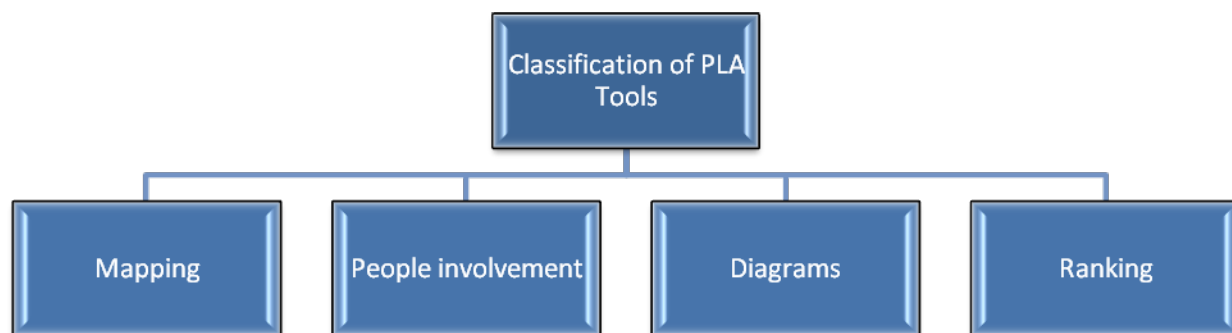 Classification of PLA
Tools
Mapping
People involvement
Diagrams
Ranking